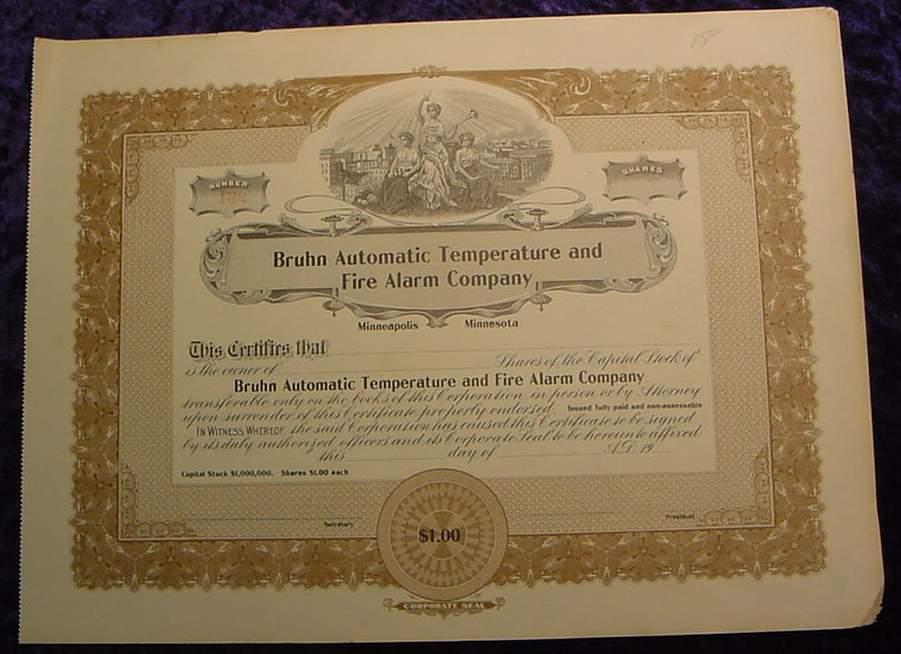 NUMBER
SHARES
Bruhn Automatic Temperature and
Fire Alarm Company
Minneapolis Minnesota
This Certifies that
is the owner of Shares of the Capital Stock of
Bruhn Automatic Temperature and Fire Alarm Company
transferable only on the books of this Corporation in person or by Attorney
upon surrender of this Certificate properly endorsed. Issued fully paid and non-assessable
IN WITNESS WHEREOF, the said Corporation has caused this Certificate to be signed
by its duly authorized officers and its Corporate Seal to be hereunto affixed
this day of A.D. 19
Capital Stock $1,000,000. Shares $1.00 each
Secretary
President
$1.00
CORPORATE SEAL